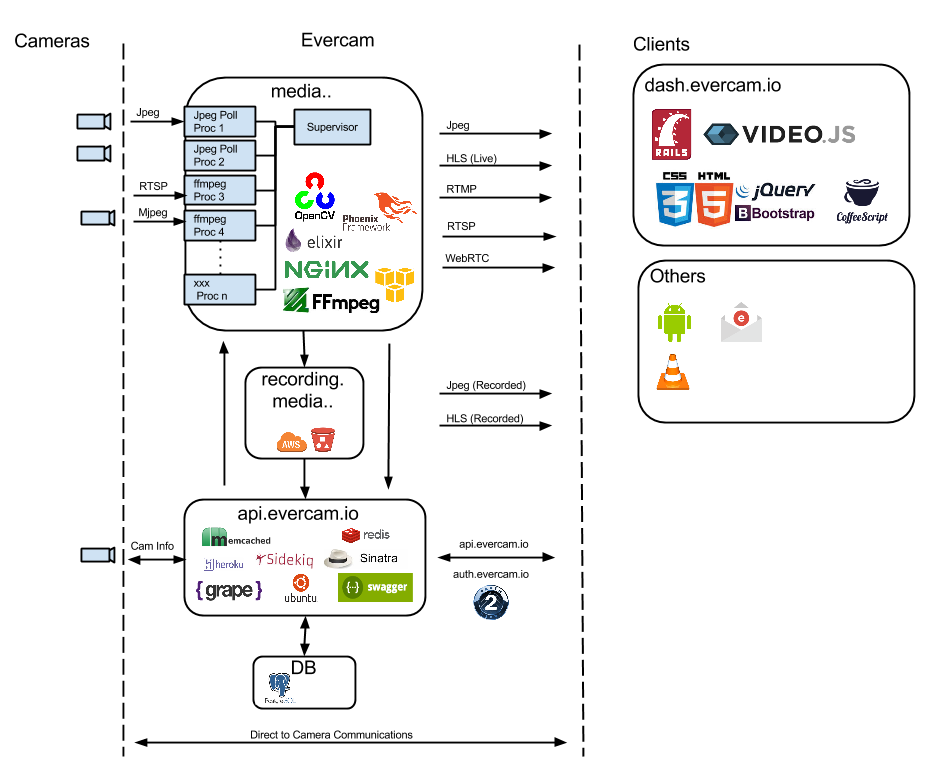 Cameras
Evercam
Clients
media..
Jpeg
Jpeg Poll
Proc 1
Supervisor
Jpeg Poll
Proc 2
RTSP
ffmpeg
Proc 3
Mjpeg
ffmpeg
Proc 4
xxx
Proc n
OpenCV
Phoenix
Framework
elixir
NGINX
FFmpeg
Jpeg
HLS (Live)
RTMP
RTSP
WebRTC
dash.evercam.io
RAILS
VIDEO.JS
CSS
3
HTML
5
jQuery
B Bootstrap
CoffeeScript
Others
e
recording.
media..
AWS
Jpeg (Recorded)
HLS (Recorded)
api.evercam.io
memcached
redis
heroku
Sidekiq
Sinatra
{grape}
ubuntu
{··} swagger
Cam Info
api.evercam.io
auth.evercam.io
2
DB
PostgreSQL
Direct to Camera Communications